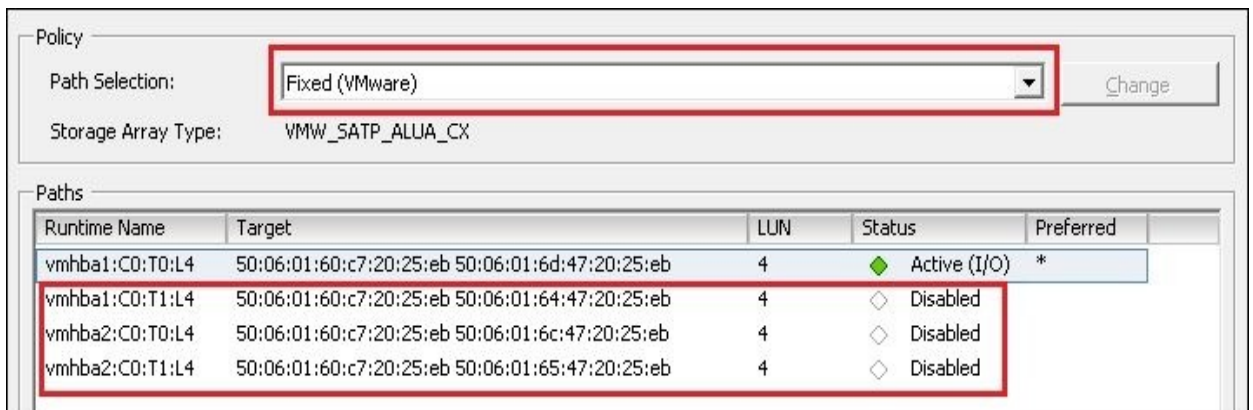 Policy
Path Selection: Fixed (VMware) Change
Storage Array Type: VMW_SATP_ALUA_CX
Paths
Runtime Name Target LUN Status Preferred
vmhba1:C0:T0:L4 50:06:01:60:c7:20:25:eb 50:06:01:6d:47:20:25:eb 4 Active (I/O) *
vmhba1:C0:T1:L4 50:06:01:60:c7:20:25:eb 50:06:01:64:47:20:25:eb 4 Disabled
vmhba2:C0:T0:L4 50:06:01:60:c7:20:25:eb 50:06:01:6c:47:20:25:eb 4 Disabled
vmhba2:C0:T1:L4 50:06:01:60:c7:20:25:eb 50:06:01:65:47:20:25:eb 4 Disabled